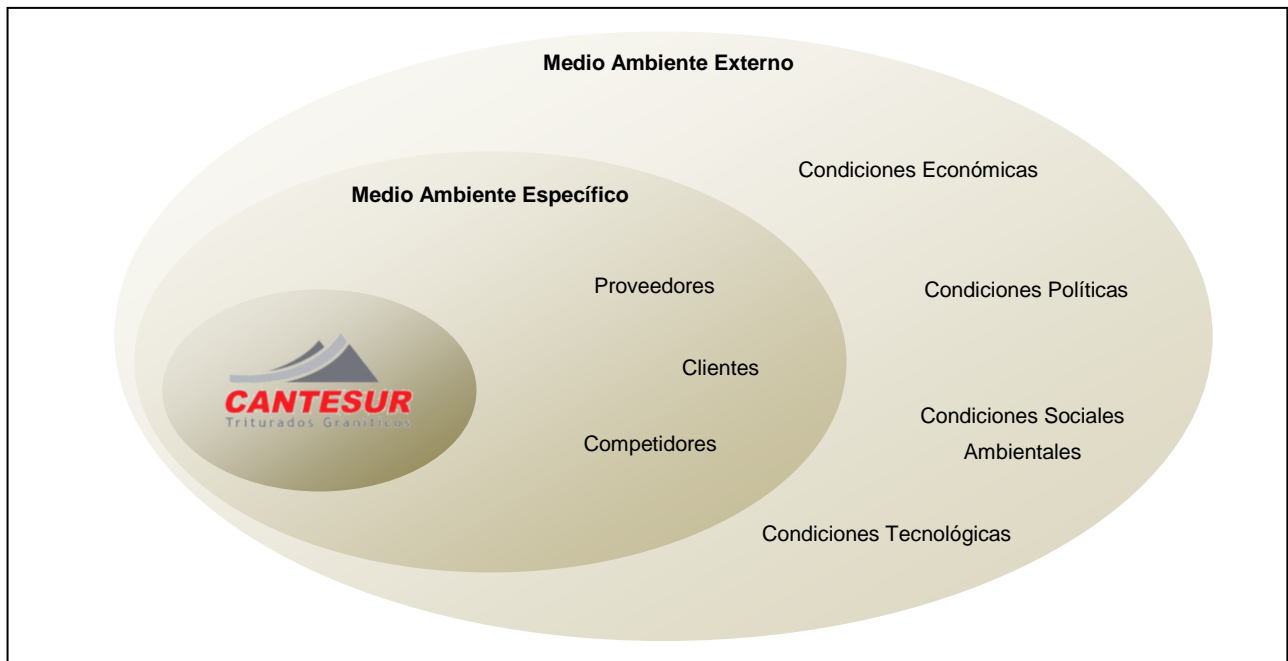 Medio Ambiente Externo
Condiciones Económicas
Medio Ambiente Específico
Proveedores
Condiciones Políticas
Clientes
CANTESUR
Triturados Graníticos
Condiciones Sociales
Ambientales
Competidores
Condiciones Tecnológicas